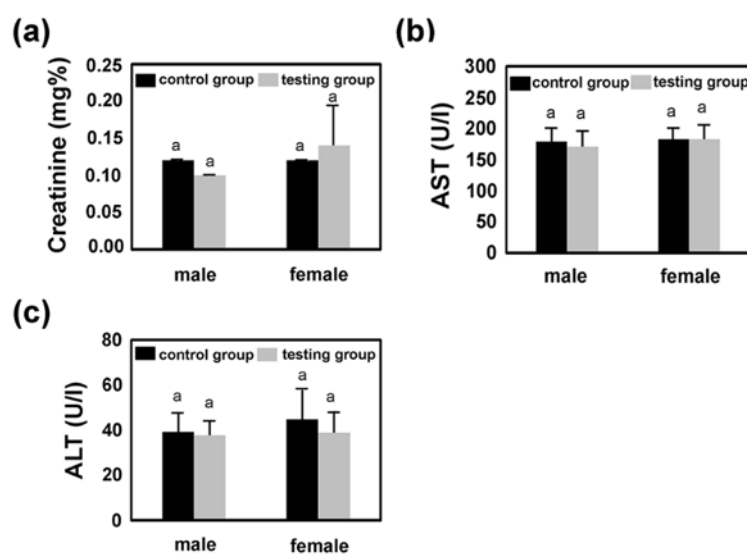 (a)
Creatinine (mg%)
0.25
0.20
0.15
0.10
0.05
0.00
control group testing group
a a a a
male female
(b)
AST (U/l)
300
250
200
150
100
50
0
control group testing group
a a a a
male female
(c)
ALT (U/l)
80
60
40
20
0
control group testing group
a a a a
male female